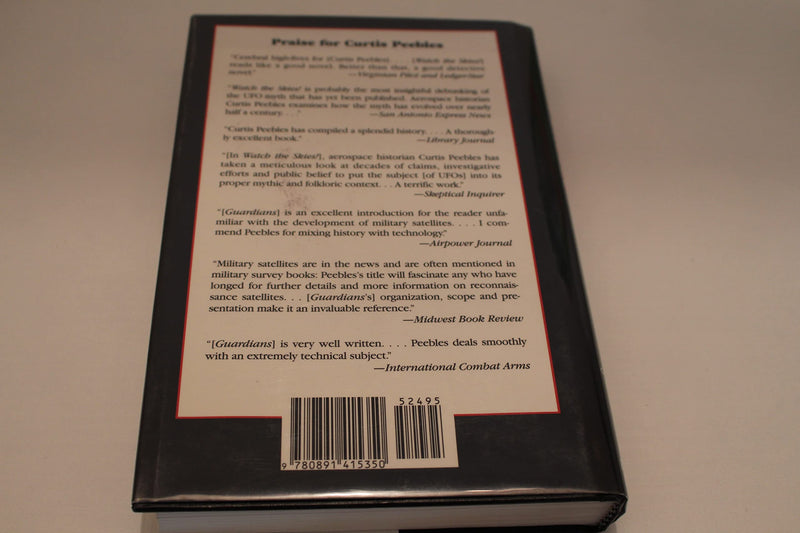 Praise for Curtis Peebles
"Cerebral high-fives for (Curtis Peebles) . . . [Watch the Skies!]
reads like a good novel. Better than that, a good detective
novel."
—Virginian Pilot and Ledger-Star
"Watch the Skies! is probably the most insightful debunking of
the UFO myth that has yet been published. Aerospace historian
Curtis Peebles examines how the myth has evolved over nearly
half a century. . ."
—San Antonio Express News
"Curtis Peebles has compiled a splendid history. . . . A thorough-
ly excellent book."
—Library Journal
"[In Watch the Skies!], aerospace historian Curtis Peebles has
taken a meticulous look at decades of claims, investigative
efforts and public belief to put the subject [of UFOs] into its
proper mythic and folkloric context. . . A terrific work."
—Skeptical Inquirer
"[Guardians] is an excellent introduction for the reader unfa-
miliar with the development of military satellites. . . . I com-
mend Peebles for mixing history with technology."
—Airpower Journal
"Military satellites are in the news and are often mentioned in
military survey books: Peebles's title will fascinate any who have
longed for further details and more information on reconnais-
sance satellites. . . [Guardians's] organization, scope and pre-
sentation make it an invaluable reference."
—Midwest Book Review
"[Guardians] is very well written. . . . Peebles deals smoothly
with an extremely technical subject."
—International Combat Arms
52495
9 780891 415350